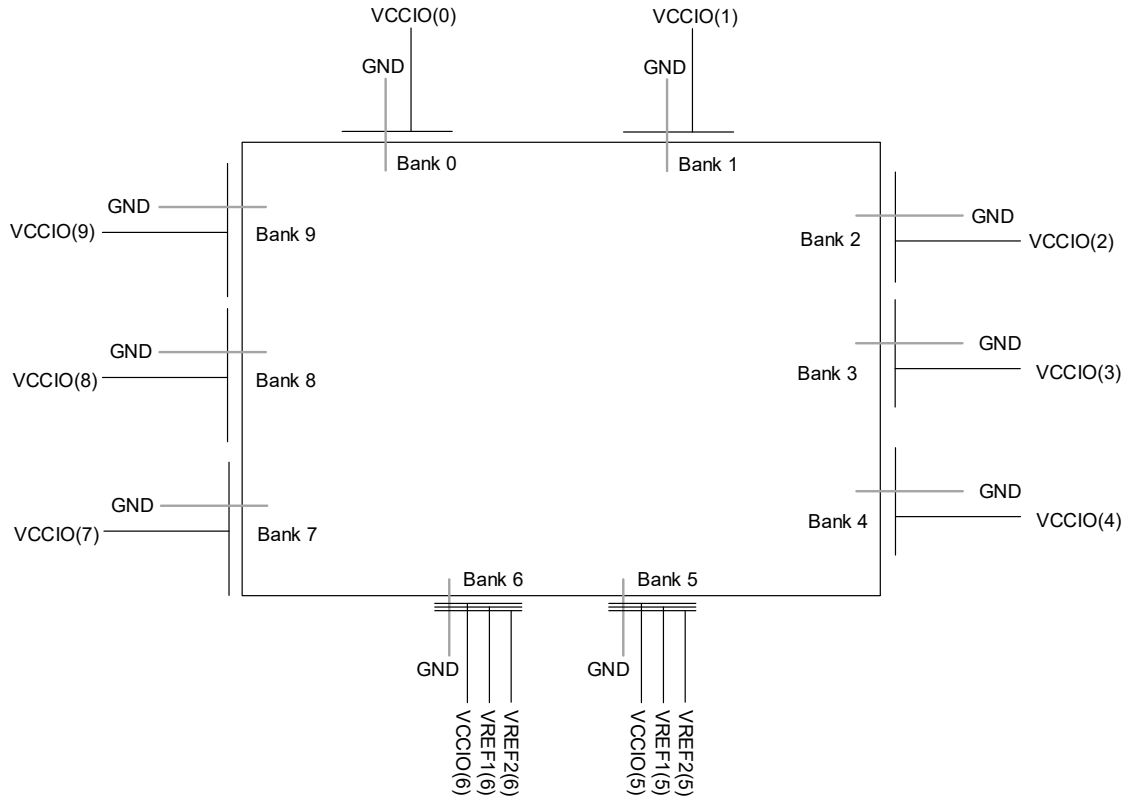 VCCIO(0)
VCCIO(1)
GND
GND
Bank 0
Bank 1
GND
VCCIO(9)
Bank 9
GND
Bank 2
VCCIO(2)
GND
VCCIO(8)
Bank 8
GND
Bank 3
VCCIO(3)
GND
VCCIO(7)
Bank 7
GND
Bank 4
VCCIO(4)
Bank 6
Bank 5
GND
GND
VCCIO(6)
VREF1(6)
VREF2(6)
VCCIO(5)
VREF1(5)
VREF2(5)